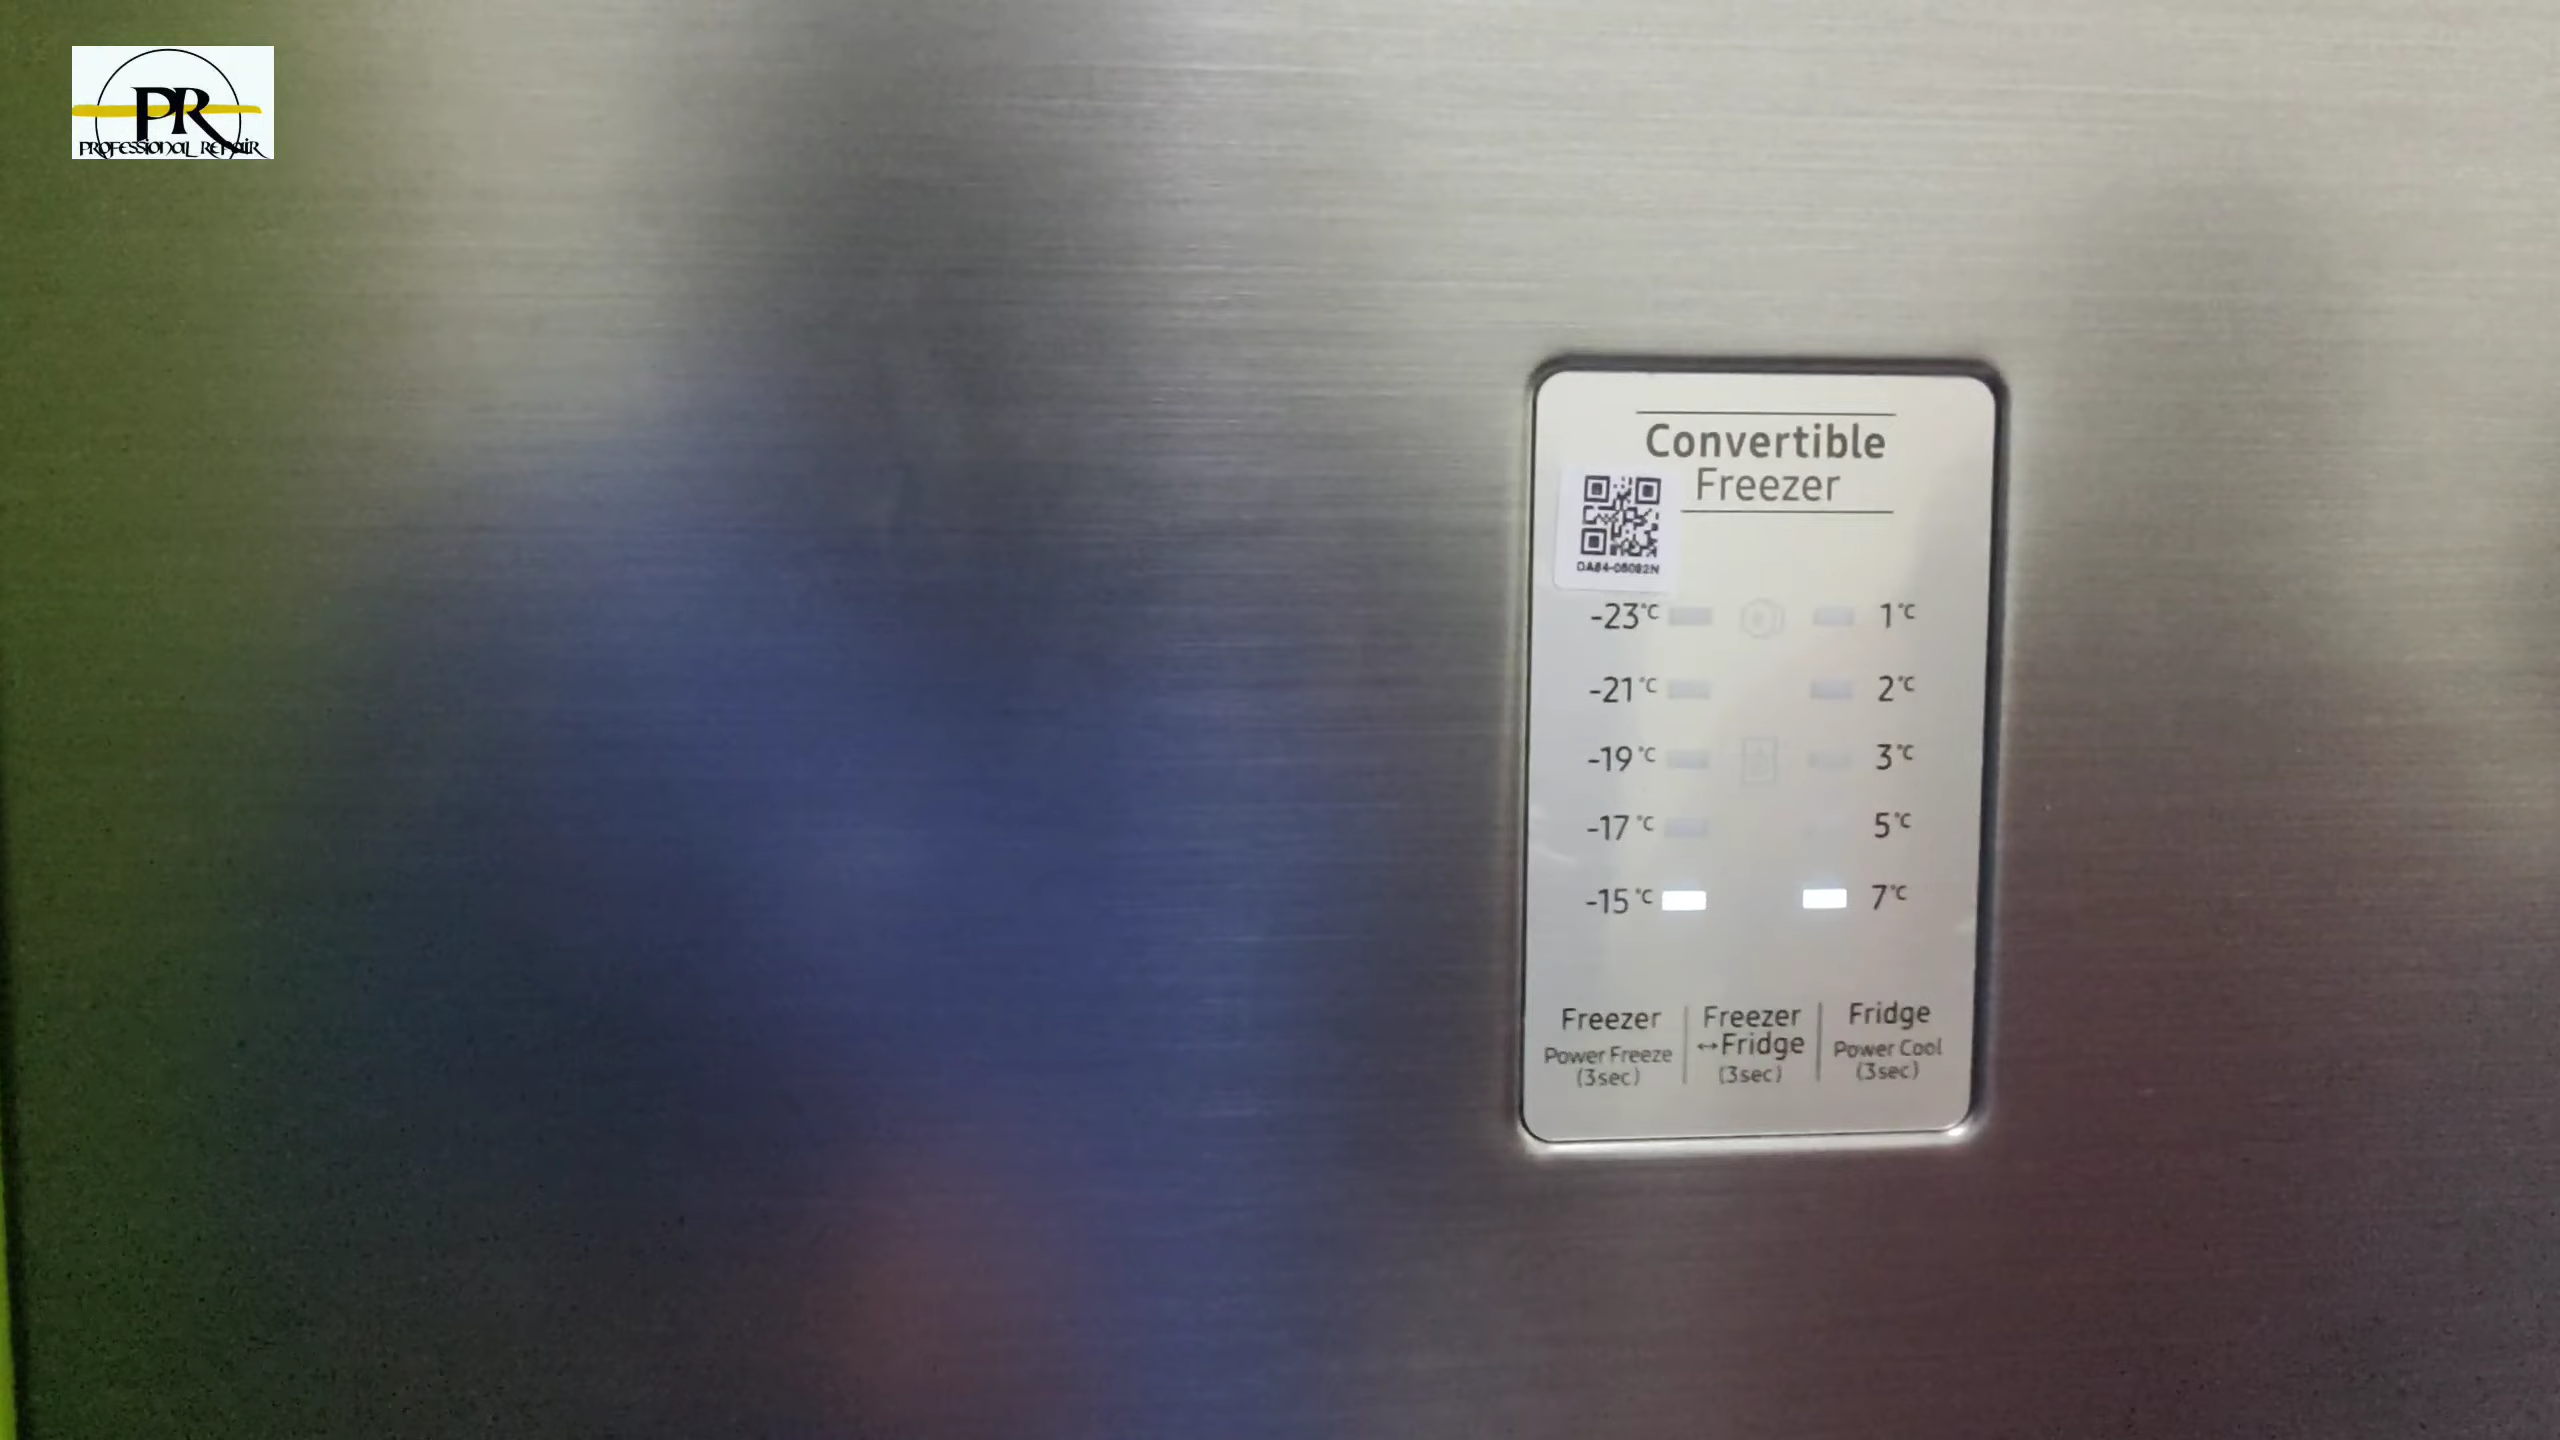 PR
PROFESSIONAL REPAIR
Convertible
Freezer
DA84-05082N
-23°C 1°C
-21°C 2°C
-19°C 3°C
-17°C 5°C
-15°C 7°C
Freezer
Power Freeze
(3sec)
Freezer
↔Fridge
(3sec)
Fridge
Power Cool
(3sec)